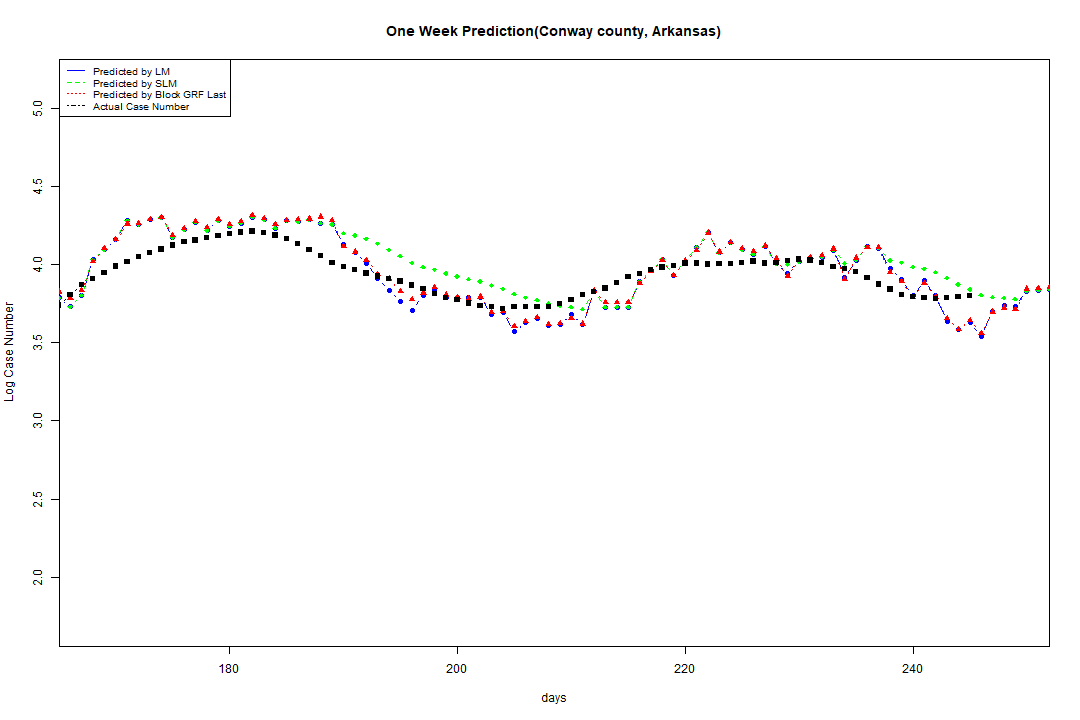 One Week Prediction(Conway county, Arkansas)
Predicted by LM
Predicted by SLM
Predicted by Block GRF Last
Actual Case Number
5.0
4.5
4.0
3.5
3.0
2.5
2.0
Log Case Number
180 200 220 240
days